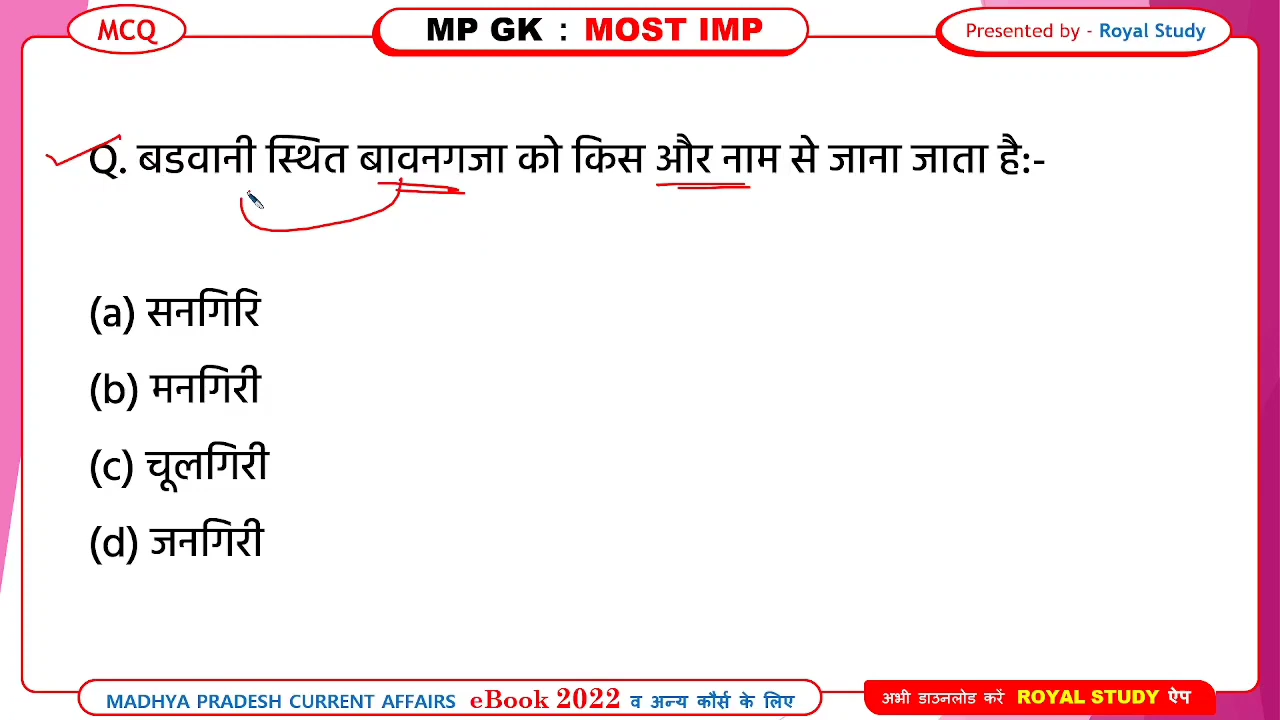 MCQ
MP GK : MOST IMP
Presented by - Royal Study
Q. बडवानी स्थित बावनगजा को किस और नाम से जाना जाता है:-
(a) सनगिरि
(b) मनगिरी
(c) चूलगिरी
(d) जनगिरी
MADHYA PRADESH CURRENT AFFAIRS eBook 2022 व अन्य कौर्स के लिए
अभी डाउनलोड करें ROYAL STUDY ऐप